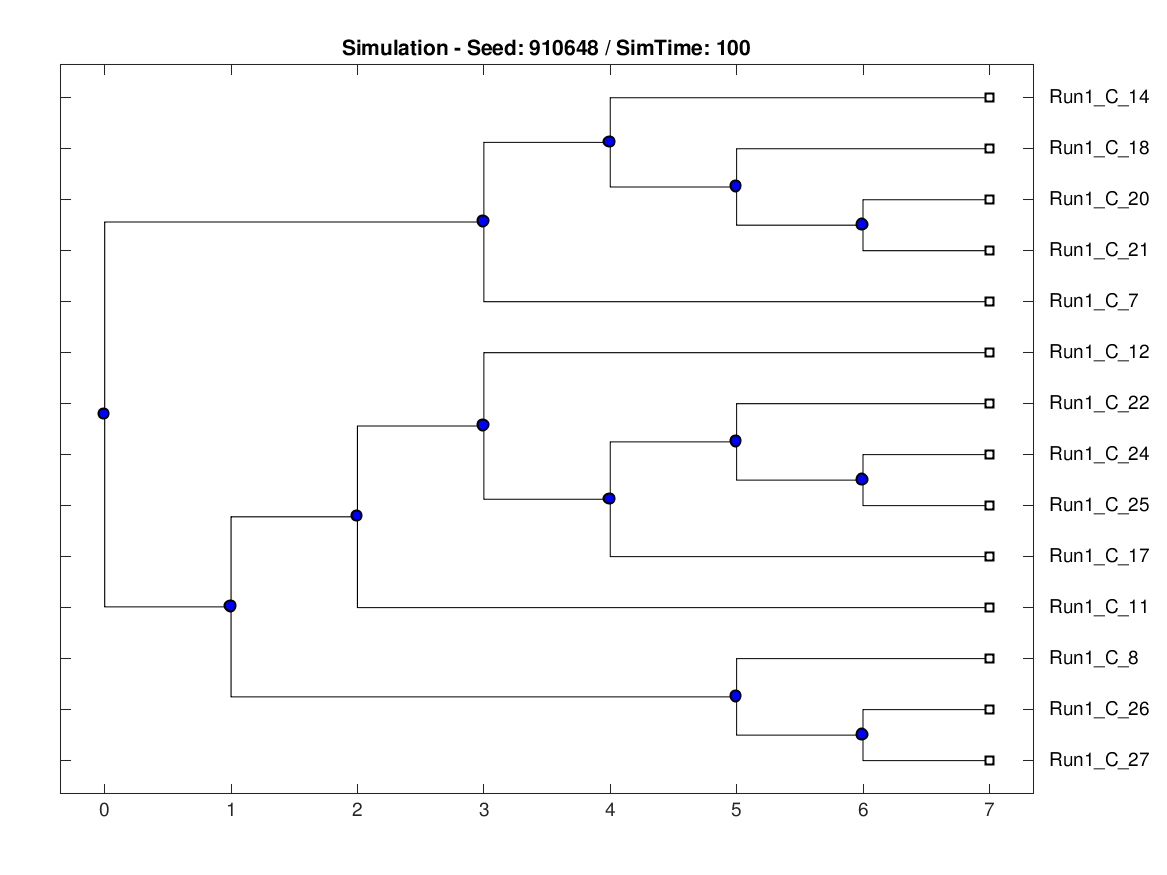 Simulation - Seed: 910648 / SimTime: 100
Run1_C_14
Run1_C_18
Run1_C_20
Run1_C_21
Run1_C_7
Run1_C_12
Run1_C_22
Run1_C_24
Run1_C_25
Run1_C_17
Run1_C_11
Run1_C_8
Run1_C_26
Run1_C_27
0 1 2 3 4 5 6 7